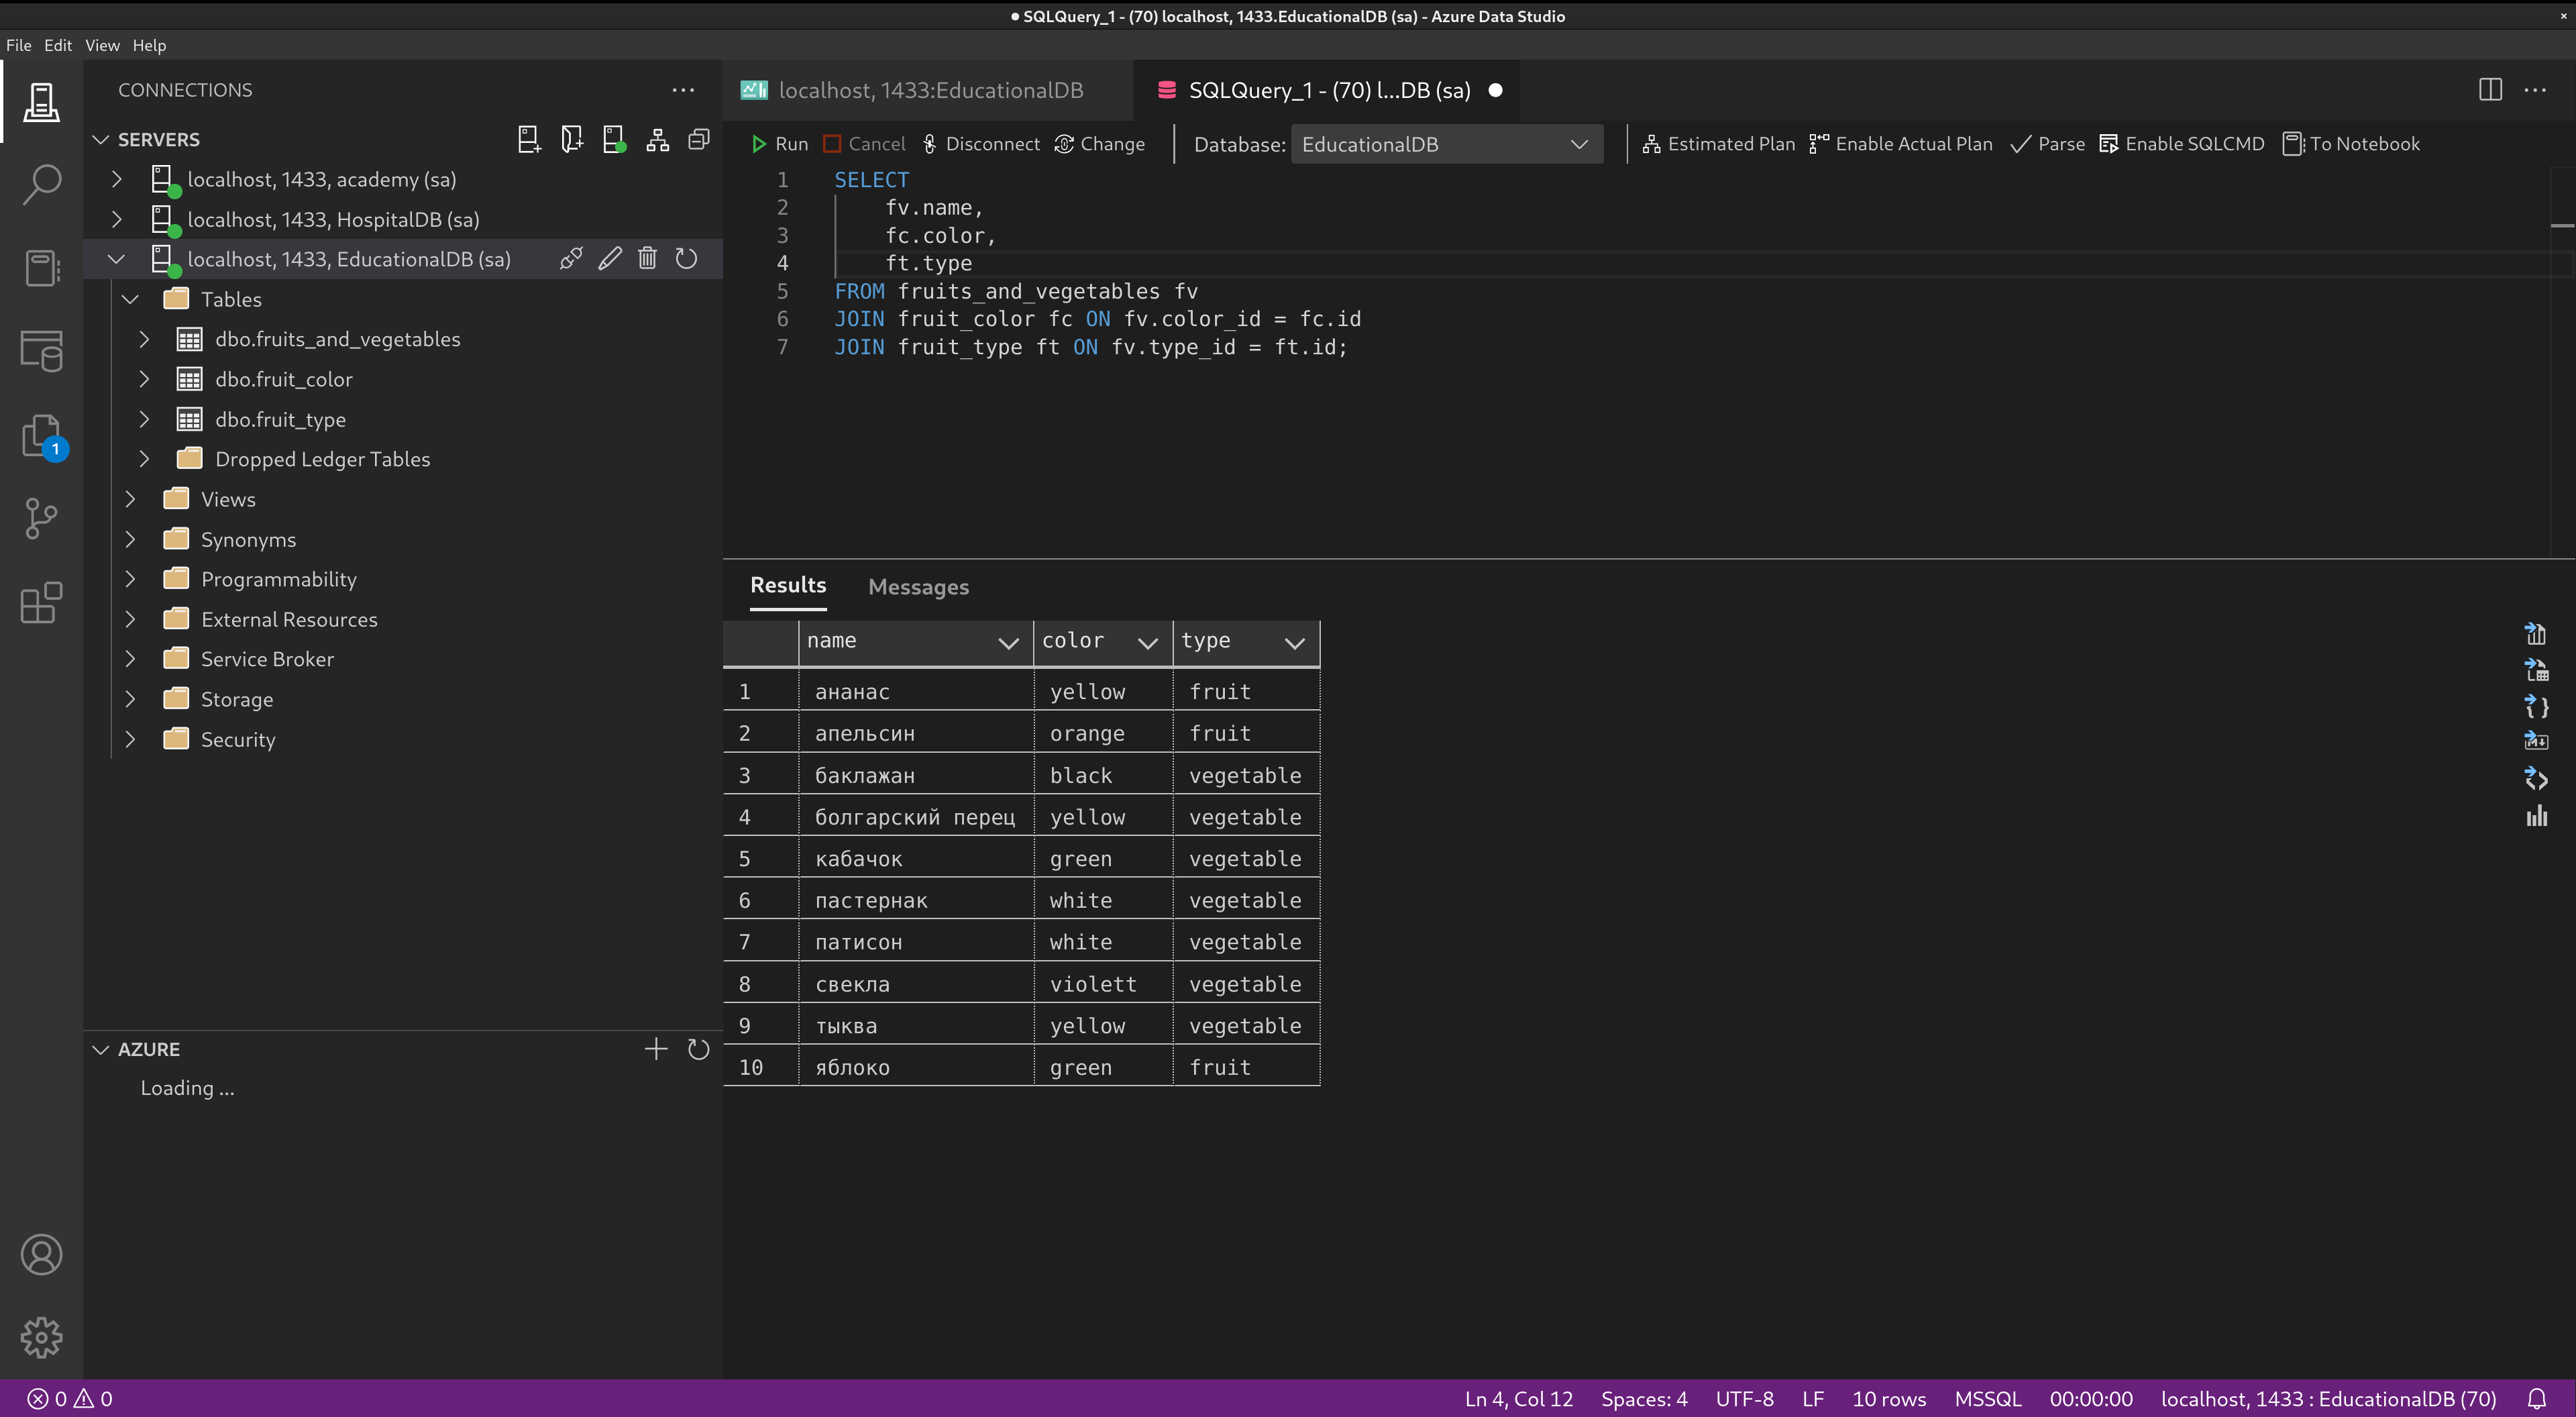 SQLQuery_1 - (70) localhost, 1433.EducationalDB (sa) - Azure Data Studio
File Edit View Help
CONNECTIONS
SERVERS
localhost, 1433, academy (sa)
localhost, 1433, HospitalDB (sa)
localhost, 1433, EducationalDB (sa)
Tables
dbo.fruits_and_vegetables
dbo.fruit_color
dbo.fruit_type
Dropped Ledger Tables
Views
Synonyms
Programmability
External Resources
Service Broker
Storage
Security
1
AZURE
Loading ...
localhost, 1433:EducationalDB
SQLQuery_1 - (70) l...DB (sa)
Run Cancel Disconnect Change Database: EducationalDB Estimated Plan Enable Actual Plan Parse Enable SQLCMD To Notebook
1 SELECT
2 fv.name,
3 fc.color,
4 ft.type
5 FROM fruits_and_vegetables fv
6 JOIN fruit_color fc ON fv.color_id = fc.id
7 JOIN fruit_type ft ON fv.type_id = ft.id;
Results Messages
name color type
1 ананас yellow fruit
2 апельсин orange fruit
3 баклажан black vegetable
4 болгарский перец yellow vegetable
5 кабачок green vegetable
6 пастернак white vegetable
7 патисон white vegetable
8 свекла violett vegetable
9 тыква yellow vegetable
10 яблоко green fruit
0 0 Ln 4, Col 12 Spaces: 4 UTF-8 LF 10 rows MSSQL 00:00:00 localhost, 1433 : EducationalDB (70)